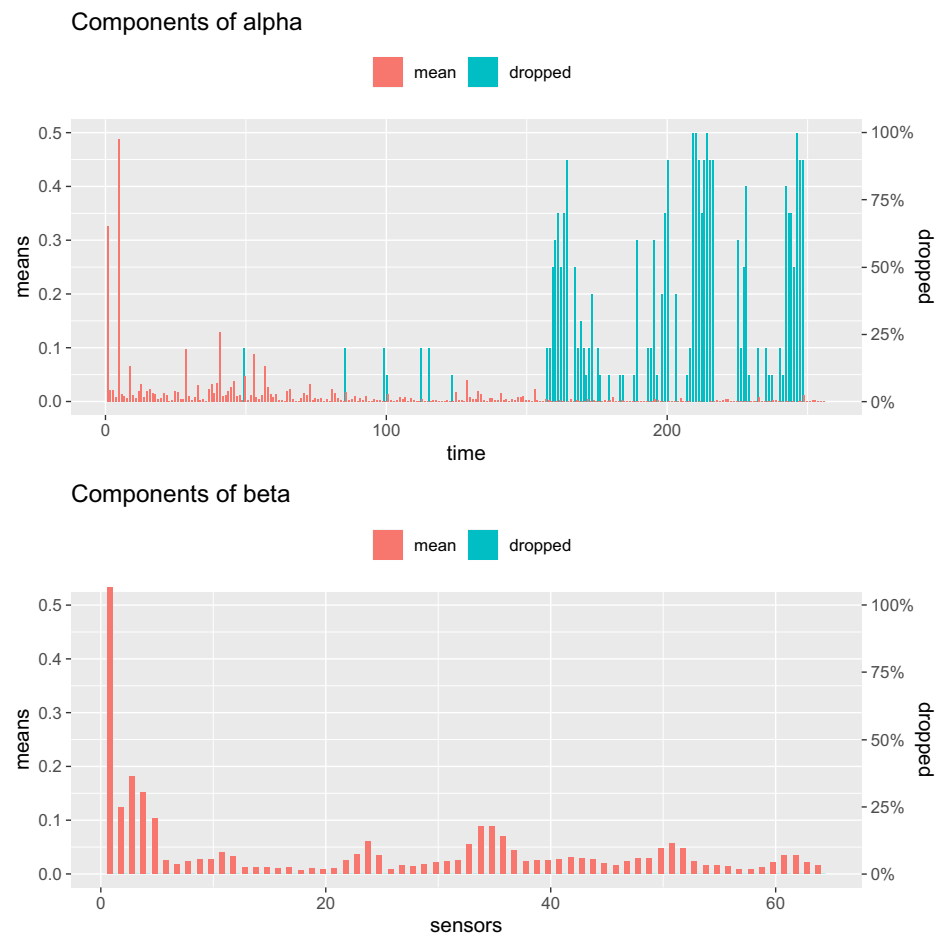 Components of alpha
mean dropped
0.5
0.4
0.3
0.2
0.1
0.0
means
100%
75%
50%
25%
0%
dropped
0 100 200
time
Components of beta
mean dropped
0.5
0.4
0.3
0.2
0.1
0.0
means
100%
75%
50%
25%
0%
dropped
0 20 40 60
sensors